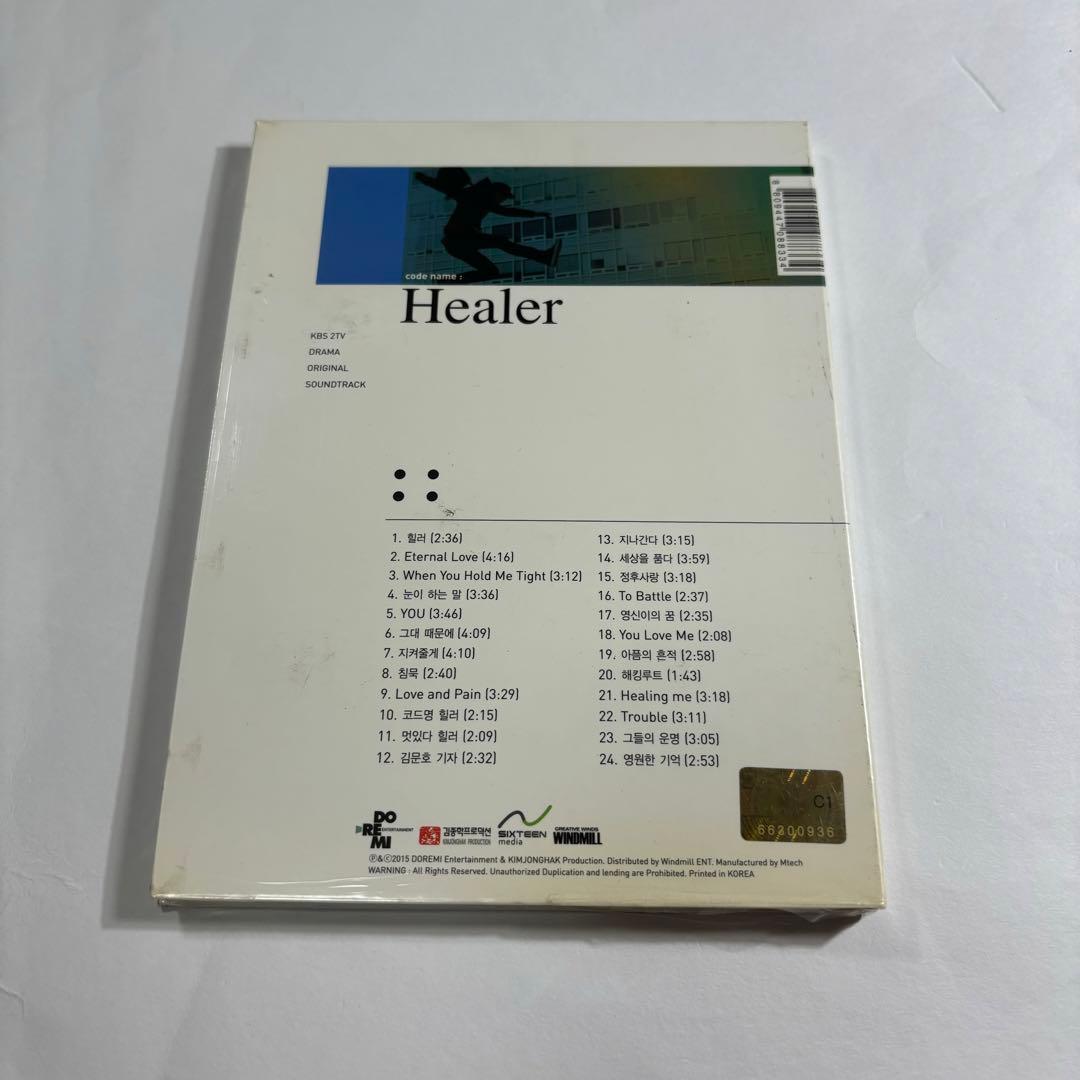 8809447088334
code name :
Healer
KBS 2TV
DRAMA
ORIGINAL
SOUNDTRACK
1. 힐러 (2:36)
2. Eternal Love (4:16)
3. When You Hold Me Tight (3:12)
4. 눈이 하는 말 (3:36)
5. YOU (3:46)
6. 그대 때문에 (4:09)
7. 지켜줄게 (4:10)
8. 침묵 (2:40)
9. Love and Pain (3:29)
10. 코드명 힐러 (2:15)
11. 멋있다 힐러 (2:09)
12. 김문호 기자 (2:32)
13. 지나간다 (3:15)
14. 세상을 품다 (3:59)
15. 정후사랑 (3:18)
16. To Battle (2:37)
17. 영신이의 꿈 (2:35)
18. You Love Me (2:08)
19. 아픔의 흔적 (2:58)
20. 해킹루트 (1:43)
21. Healing me (3:18)
22. Trouble (3:11)
23. 그들의 운명 (3:05)
24. 영원한 기억 (2:53)
C1
66200936
DO
RE ENTERTAINMENT
MI
김종학프로덕션
KIMJONGHAK PRODUCTION
SIXTEEN
media
CREATIVE WINDS
WINDMILL
℗&©2015 DOREMI Entertainment & KIMJONGHAK Production. Distributed by Windmill ENT. Manufactured by Mtech
WARNING : All Rights Reserved. Unauthorized Duplication and lending are Prohibited. Printed in KOREA